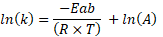 ln(k) = −Eab / (R × T) + ln(A)